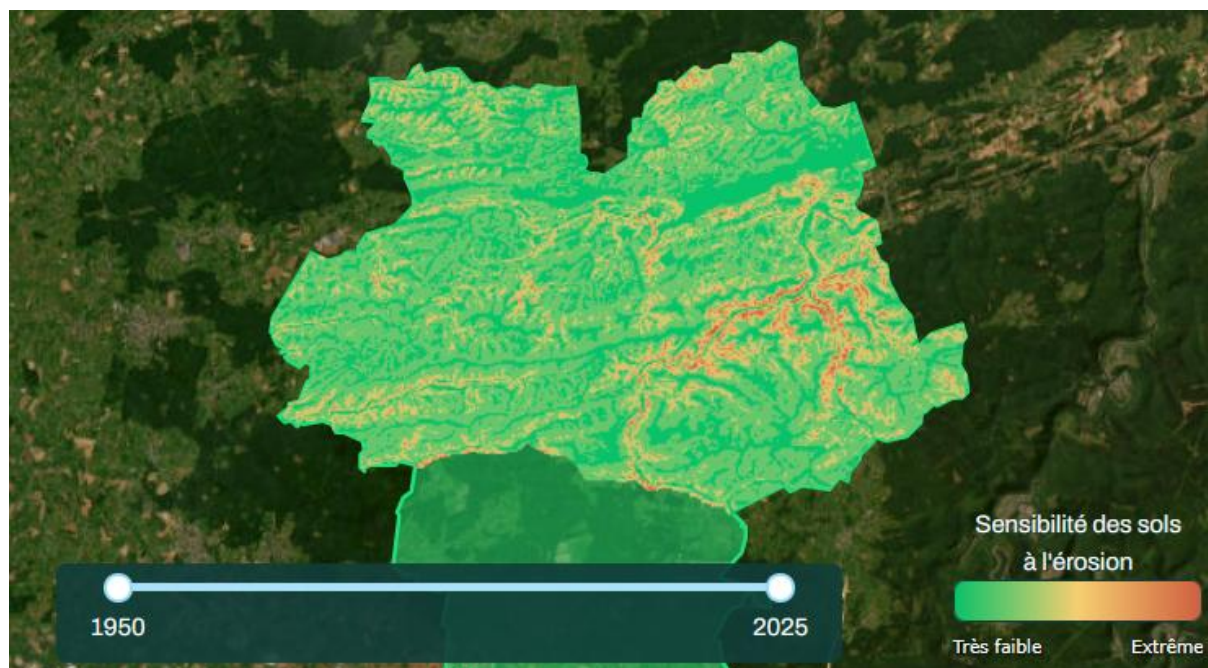 Sensibilité des sols
à l'érosion
Très faible
Extrême
1950
2025